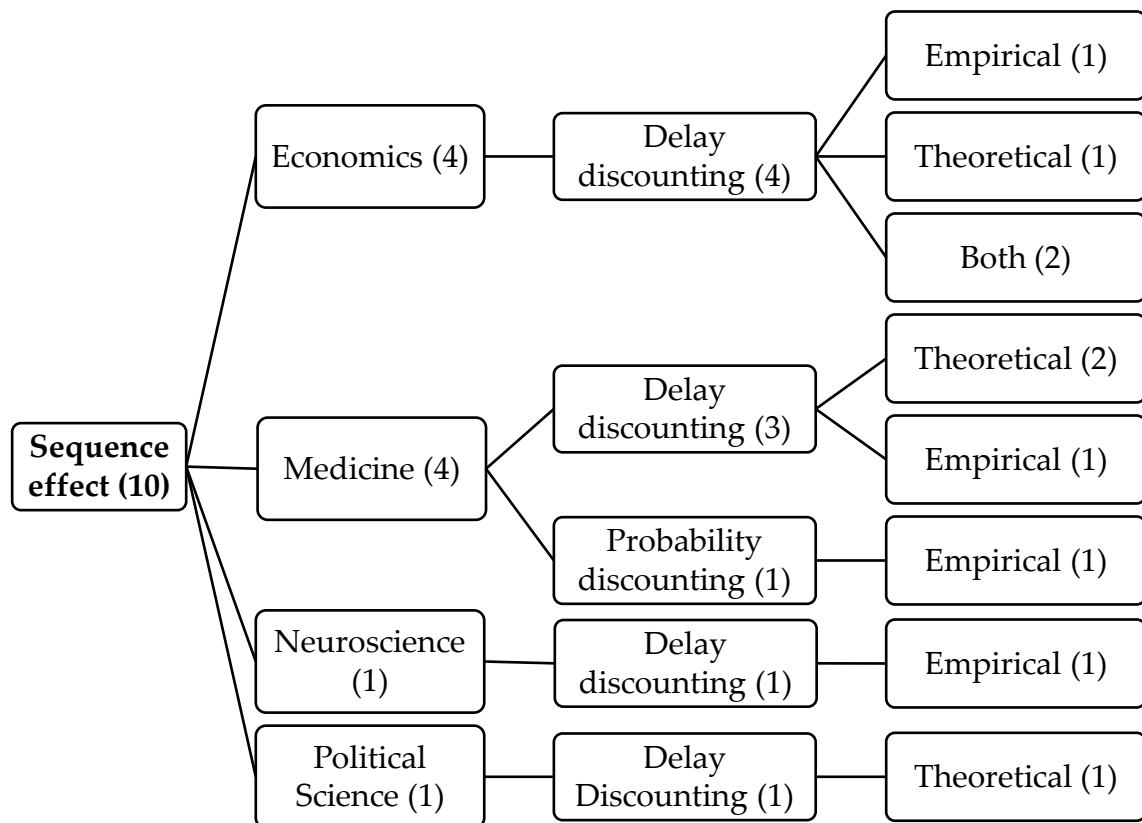 Sequence
effect (10)
Economics (4)
Delay
discounting (4)
Empirical (1)
Theoretical (1)
Both (2)
Medicine (4)
Delay
discounting (3)
Theoretical (2)
Empirical (1)
Probability
discounting (1)
Empirical (1)
Neuroscience
(1)
Delay
discounting (1)
Empirical (1)
Political
Science (1)
Delay
Discounting (1)
Theoretical (1)